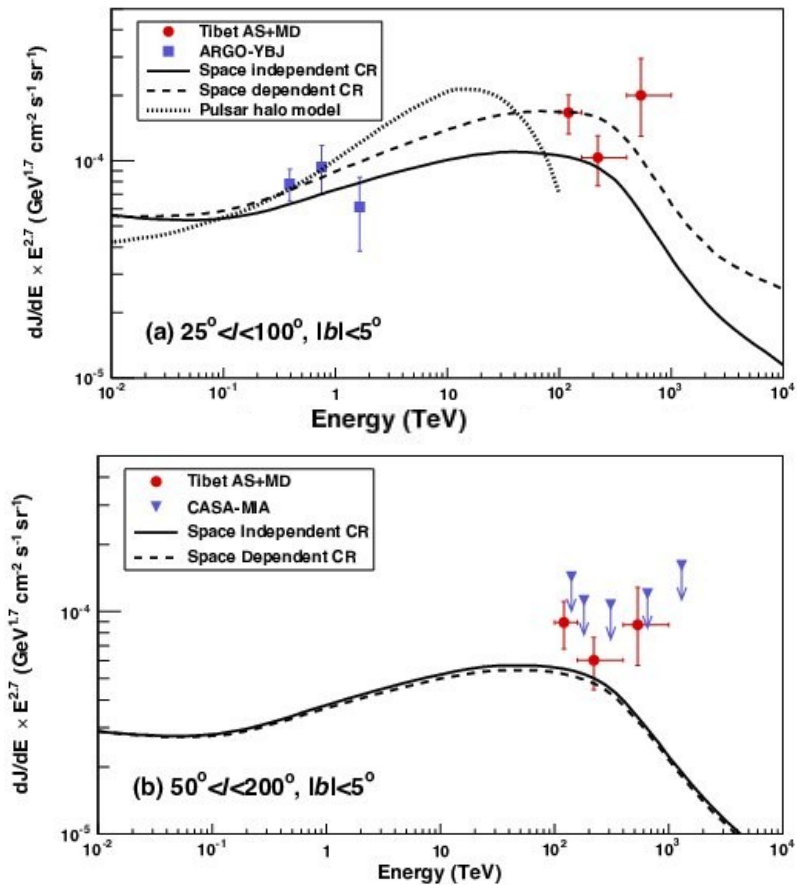 Tibet AS+MD
ARGO-YBJ
Space independent CR
Space dependent CR
Pulsar halo model
dJ/dE × E^2.7 (GeV^1.7 cm^-2 s^-1 sr^-1)
10^-4
10^-5
(a) 25°<l<100°, |b|<5°
10^-2 10^-1 1 10 10^2 10^3 10^4
Energy (TeV)
Tibet AS+MD
CASA-MIA
Space Independent CR
Space Dependent CR
dJ/dE × E^2.7 (GeV^1.7 cm^-2 s^-1 sr^-1)
10^-4
10^-5
(b) 50°<l<200°, |b|<5°
10^-2 10^-1 1 10 10^2 10^3 10^4
Energy (TeV)